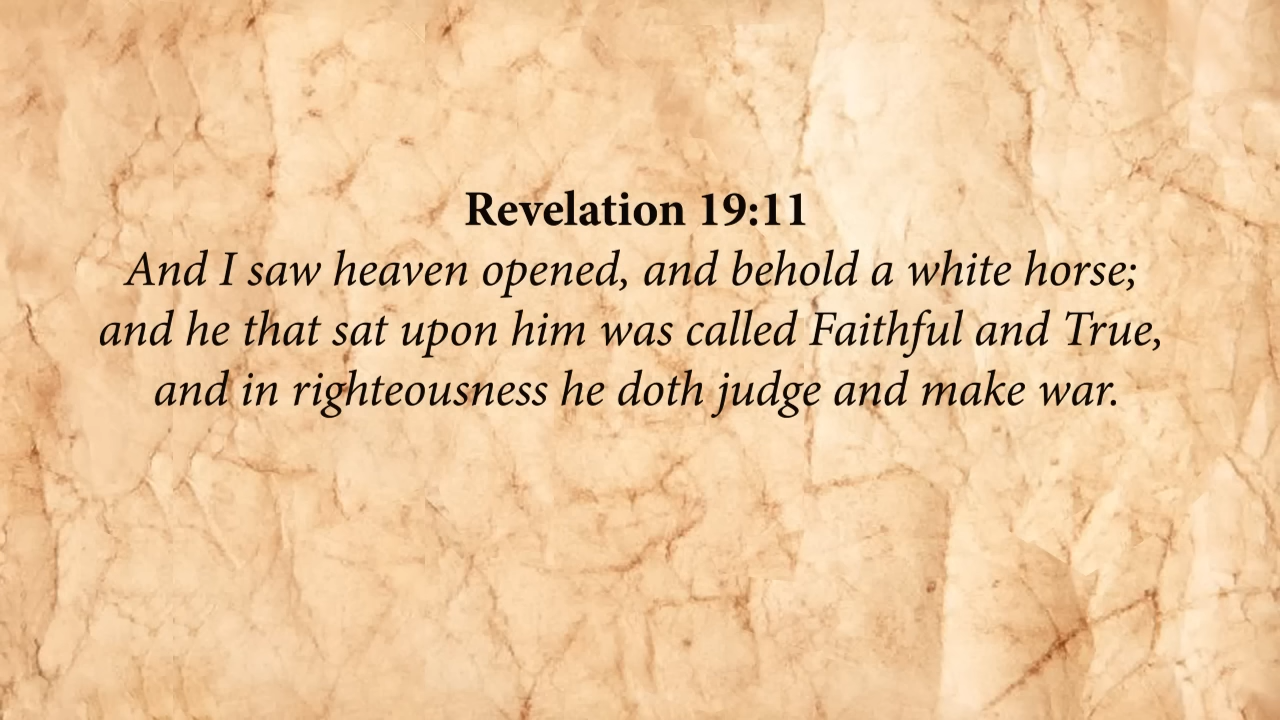 Revelation 19:11
And I saw heaven opened, and behold a white horse;
and he that sat upon him was called Faithful and True,
and in righteousness he doth judge and make war.